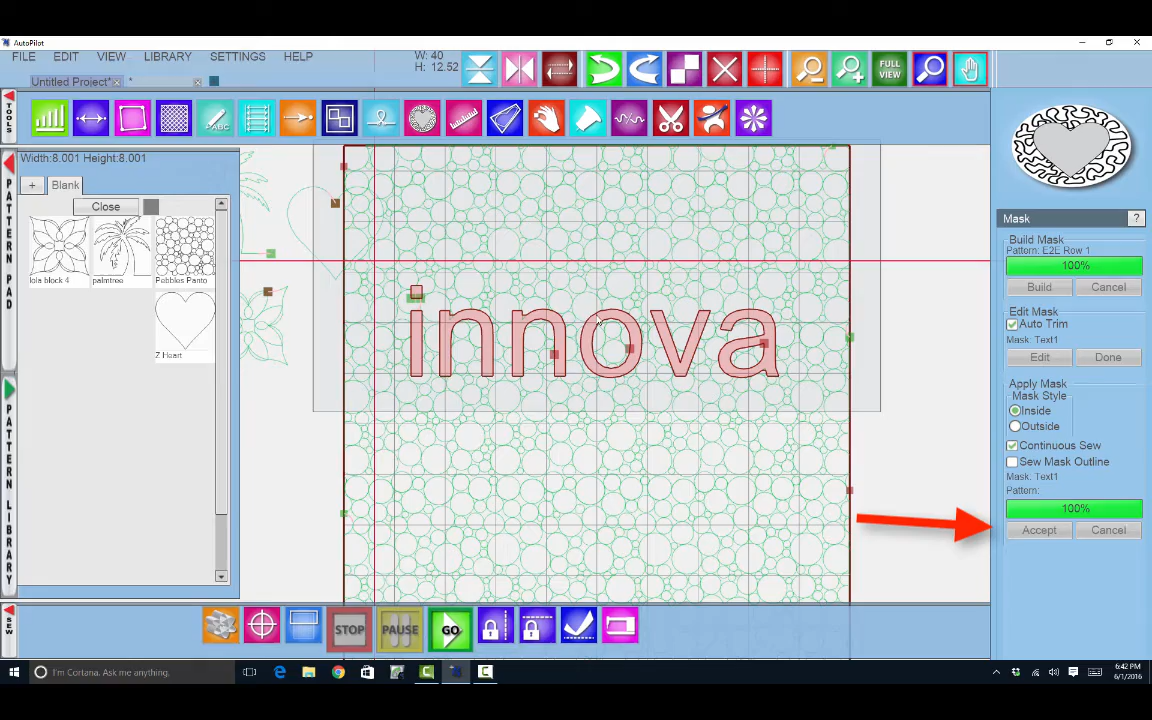 AutoPilot
FILE EDIT VIEW LIBRARY SETTINGS HELP
W: 40
H: 12.52
FULL
VIEW
Untitled Project* *
TOOLS
ABC
Width:8.001 Height:8.001
+ Blank
Close
lola block 4 palmtree Pebbles Panto
Z Heart
PATTERN PAD
PATTERN LIBRARY
innova
Mask ?
Build Mask
Pattern: E2E Row 1
100%
Build Cancel
Edit Mask
Auto Trim
Mask: Text1
Edit Done
Apply Mask
Mask Style
Inside
Outside
Continuous Sew
Sew Mask Outline
Mask: Text1
Pattern:
100%
Accept Cancel
SEW
STOP PAUSE GO
I'm Cortana. Ask me anything.
6:42 PM
6/1/2016